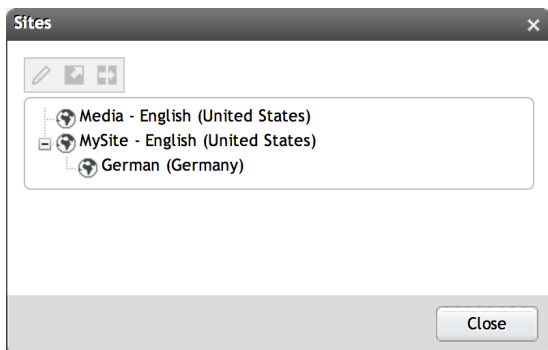 Sites
Media - English (United States)
MySite - English (United States)
German (Germany)
Close